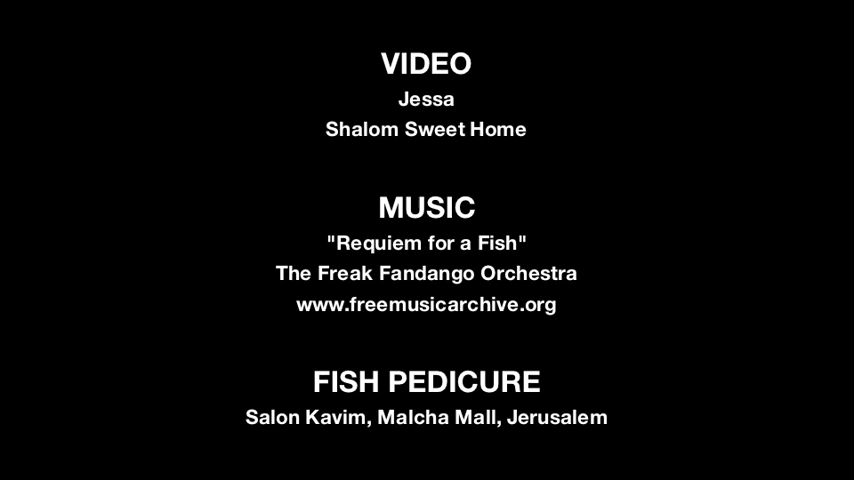 VIDEO
Jessa
Shalom Sweet Home
MUSIC
"Requiem for a Fish"
The Freak Fandango Orchestra
www.freemusicarchive.org
FISH PEDICURE
Salon Kavim, Malcha Mall, Jerusalem